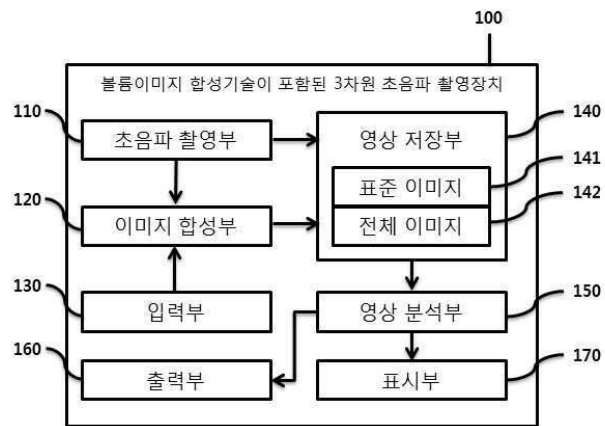 100
볼륨이미지 합성기술이 포함된 3차원 초음파 촬영장치
110
초음파 촬영부
영상 저장부
140
표준 이미지
141
120
이미지 합성부
전체 이미지
142
130
입력부
영상 분석부
150
160
출력부
표시부
170